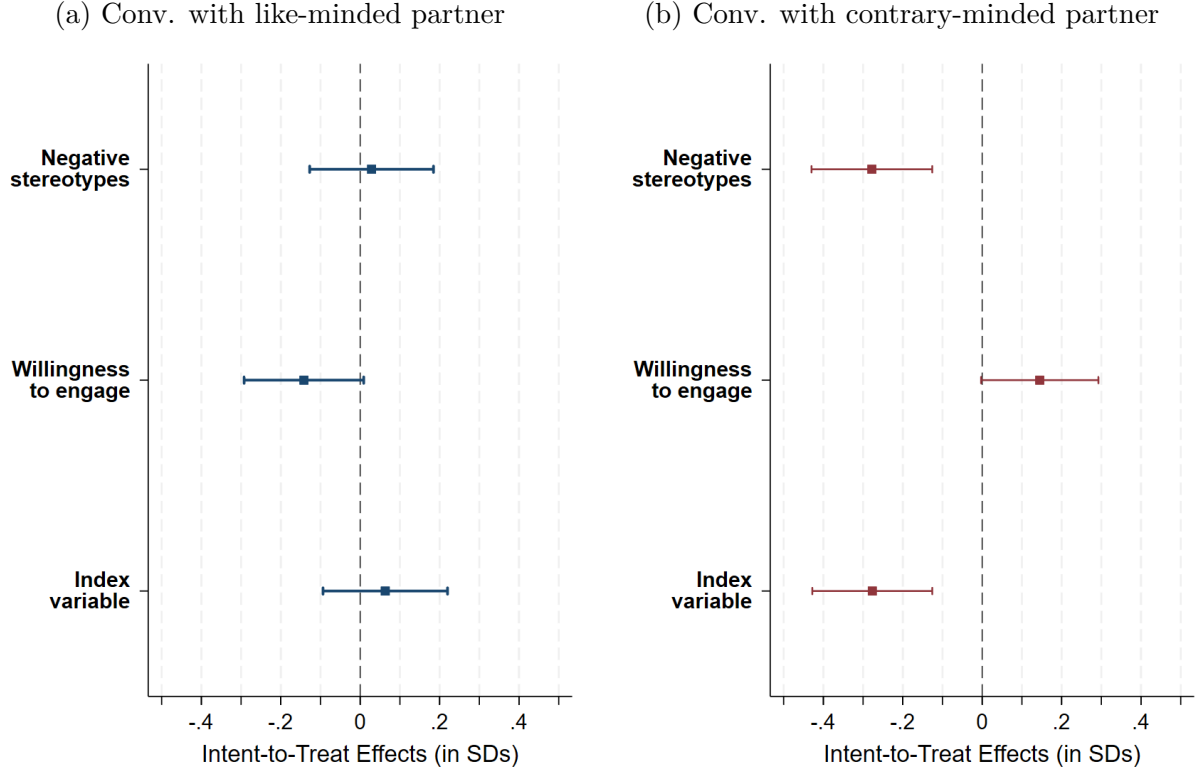 (a) Conv. with like-minded partner
Negative
stereotypes
Willingness
to engage
Index
variable
-.4 -.2 0 .2 .4
Intent-to-Treat Effects (in SDs)
(b) Conv. with contrary-minded partner
Negative
stereotypes
Willingness
to engage
Index
variable
-.4 -.2 0 .2 .4
Intent-to-Treat Effects (in SDs)